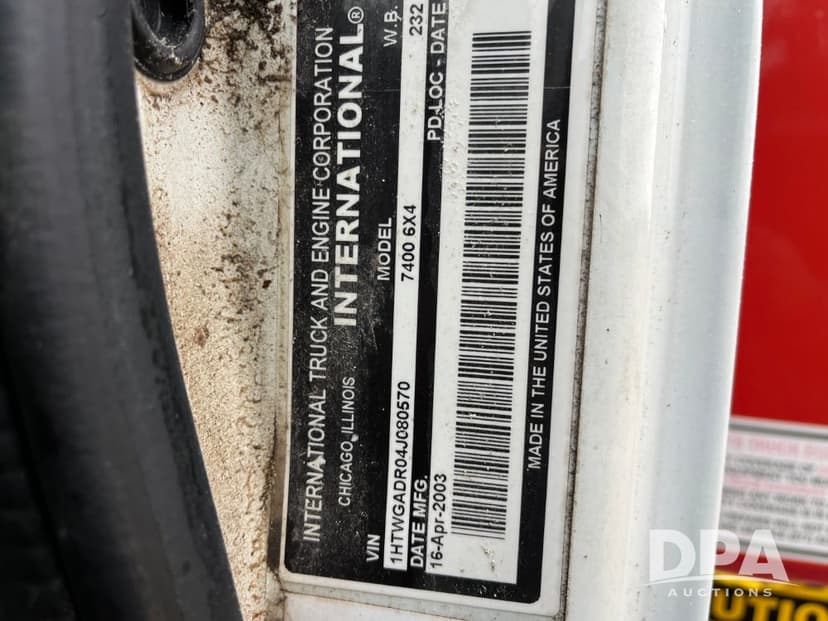 INTERNATIONAL TRUCK AND ENGINE CORPORATION
CHICAGO, ILLINOIS INTERNATIONAL®
VIN MODEL W.B.
1HTWGADR04J080570 7400 6X4 232
DATE MFG. PD-LOC - DATE
16-Apr-2003
MADE IN THE UNITED STATES OF AMERICA
DPA
AUCTIONS
UTIO